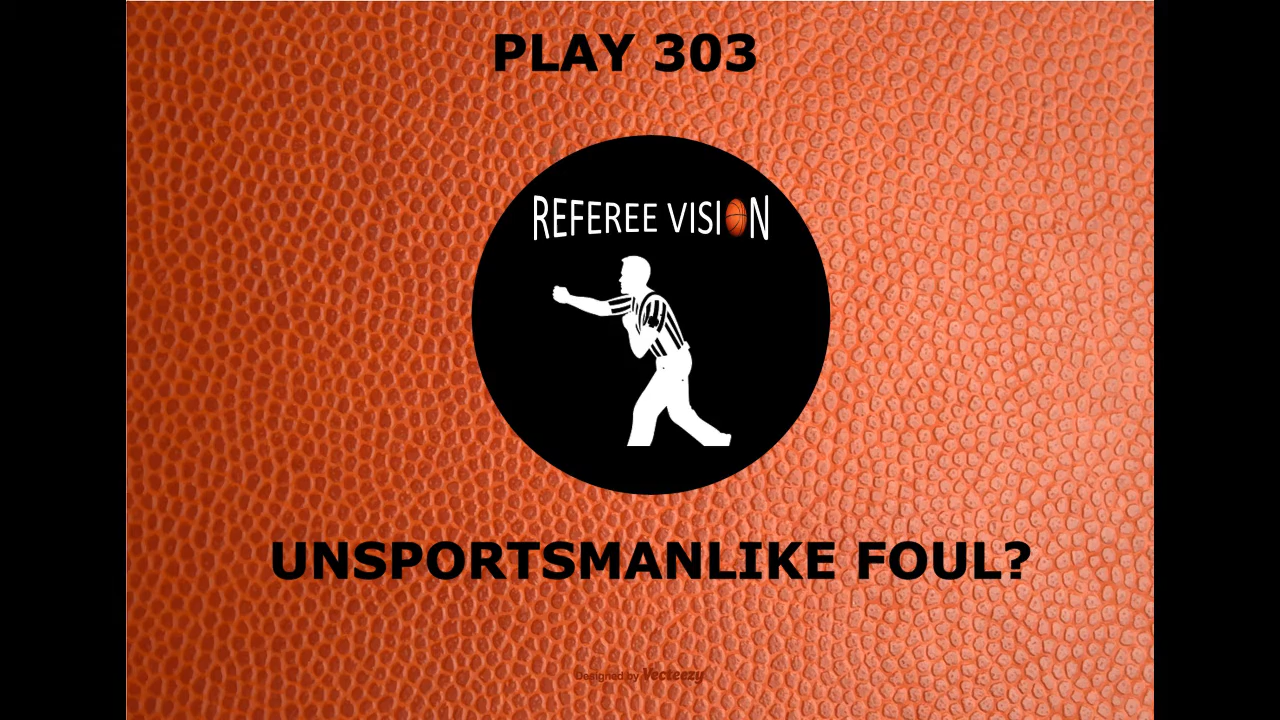 PLAY 303
REFEREE VISION
UNSPORTSMANLIKE FOUL?
Designed by Vecteezy